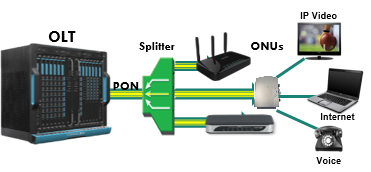 OLT
PON
Splitter
ONUs
IP Video
Internet
Voice